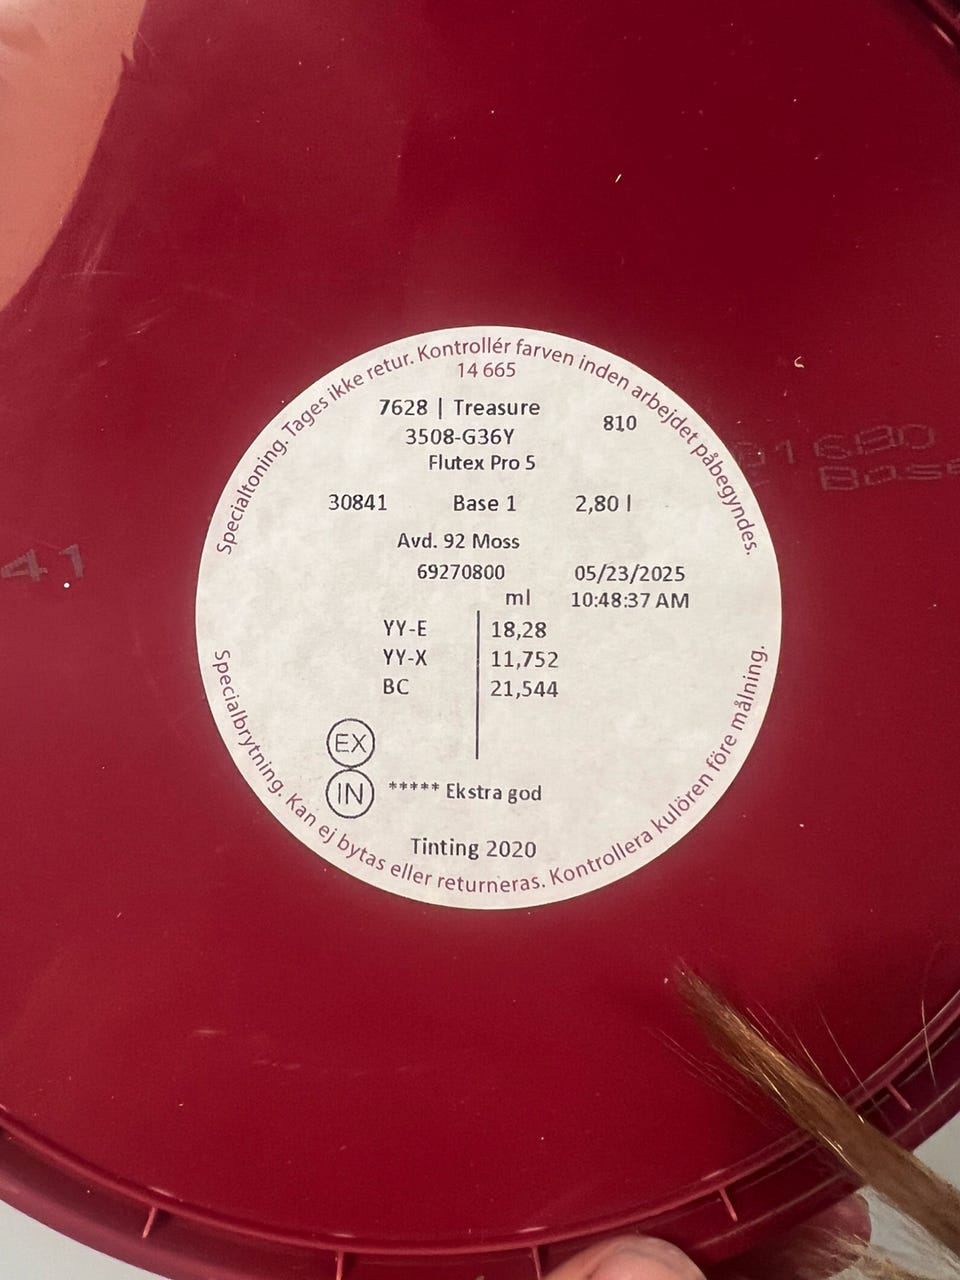 Specialtoning. Tages ikke retur. Kontrollér farven inden arbejdet påbegyndes.
14 665
7628 | Treasure
810
3508-G36Y
Flutex Pro 5
30841 Base 1 2,80 l
Avd. 92 Moss
69270800 05/23/2025
ml 10:48:37 AM
YY-E 18,28
YY-X 11,752
BC 21,544
EX
IN ***** Ekstra god
Tinting 2020
Specialbrytning. Kan ej bytas eller returneras. Kontrollera kulören före målning.
41
Base